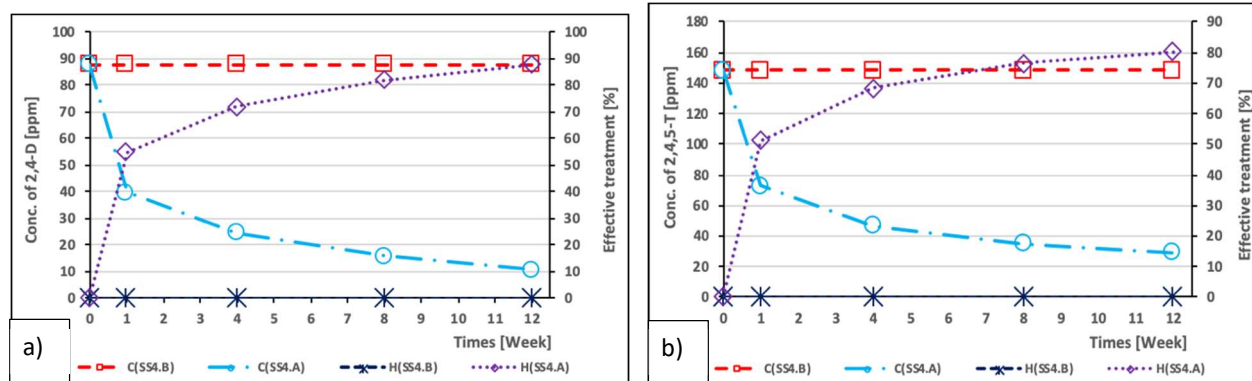 100 100
90 90
80 80
70 70
60 60
50 50
40 40
30 30
20 20
10 10
0 0
Conc. of 2,4-D [ppm]
Effective treatment [%]
0 1 2 3 4 5 6 7 8 9 10 11 12
Times [Week]
a)
C(SS4.B) C(SS4.A) H(SS4.B) H(SS4.A)
180 90
160 80
140 70
120 60
100 50
80 40
60 30
40 20
20 10
0 0
Conc. of 2,4,5-T [ppm]
Effective treatment [%]
0 1 2 3 4 5 6 7 8 9 10 11 12
Times [Week]
b)
C(SS4.B) C(SS4.A) H(SS4.B) H(SS4.A)